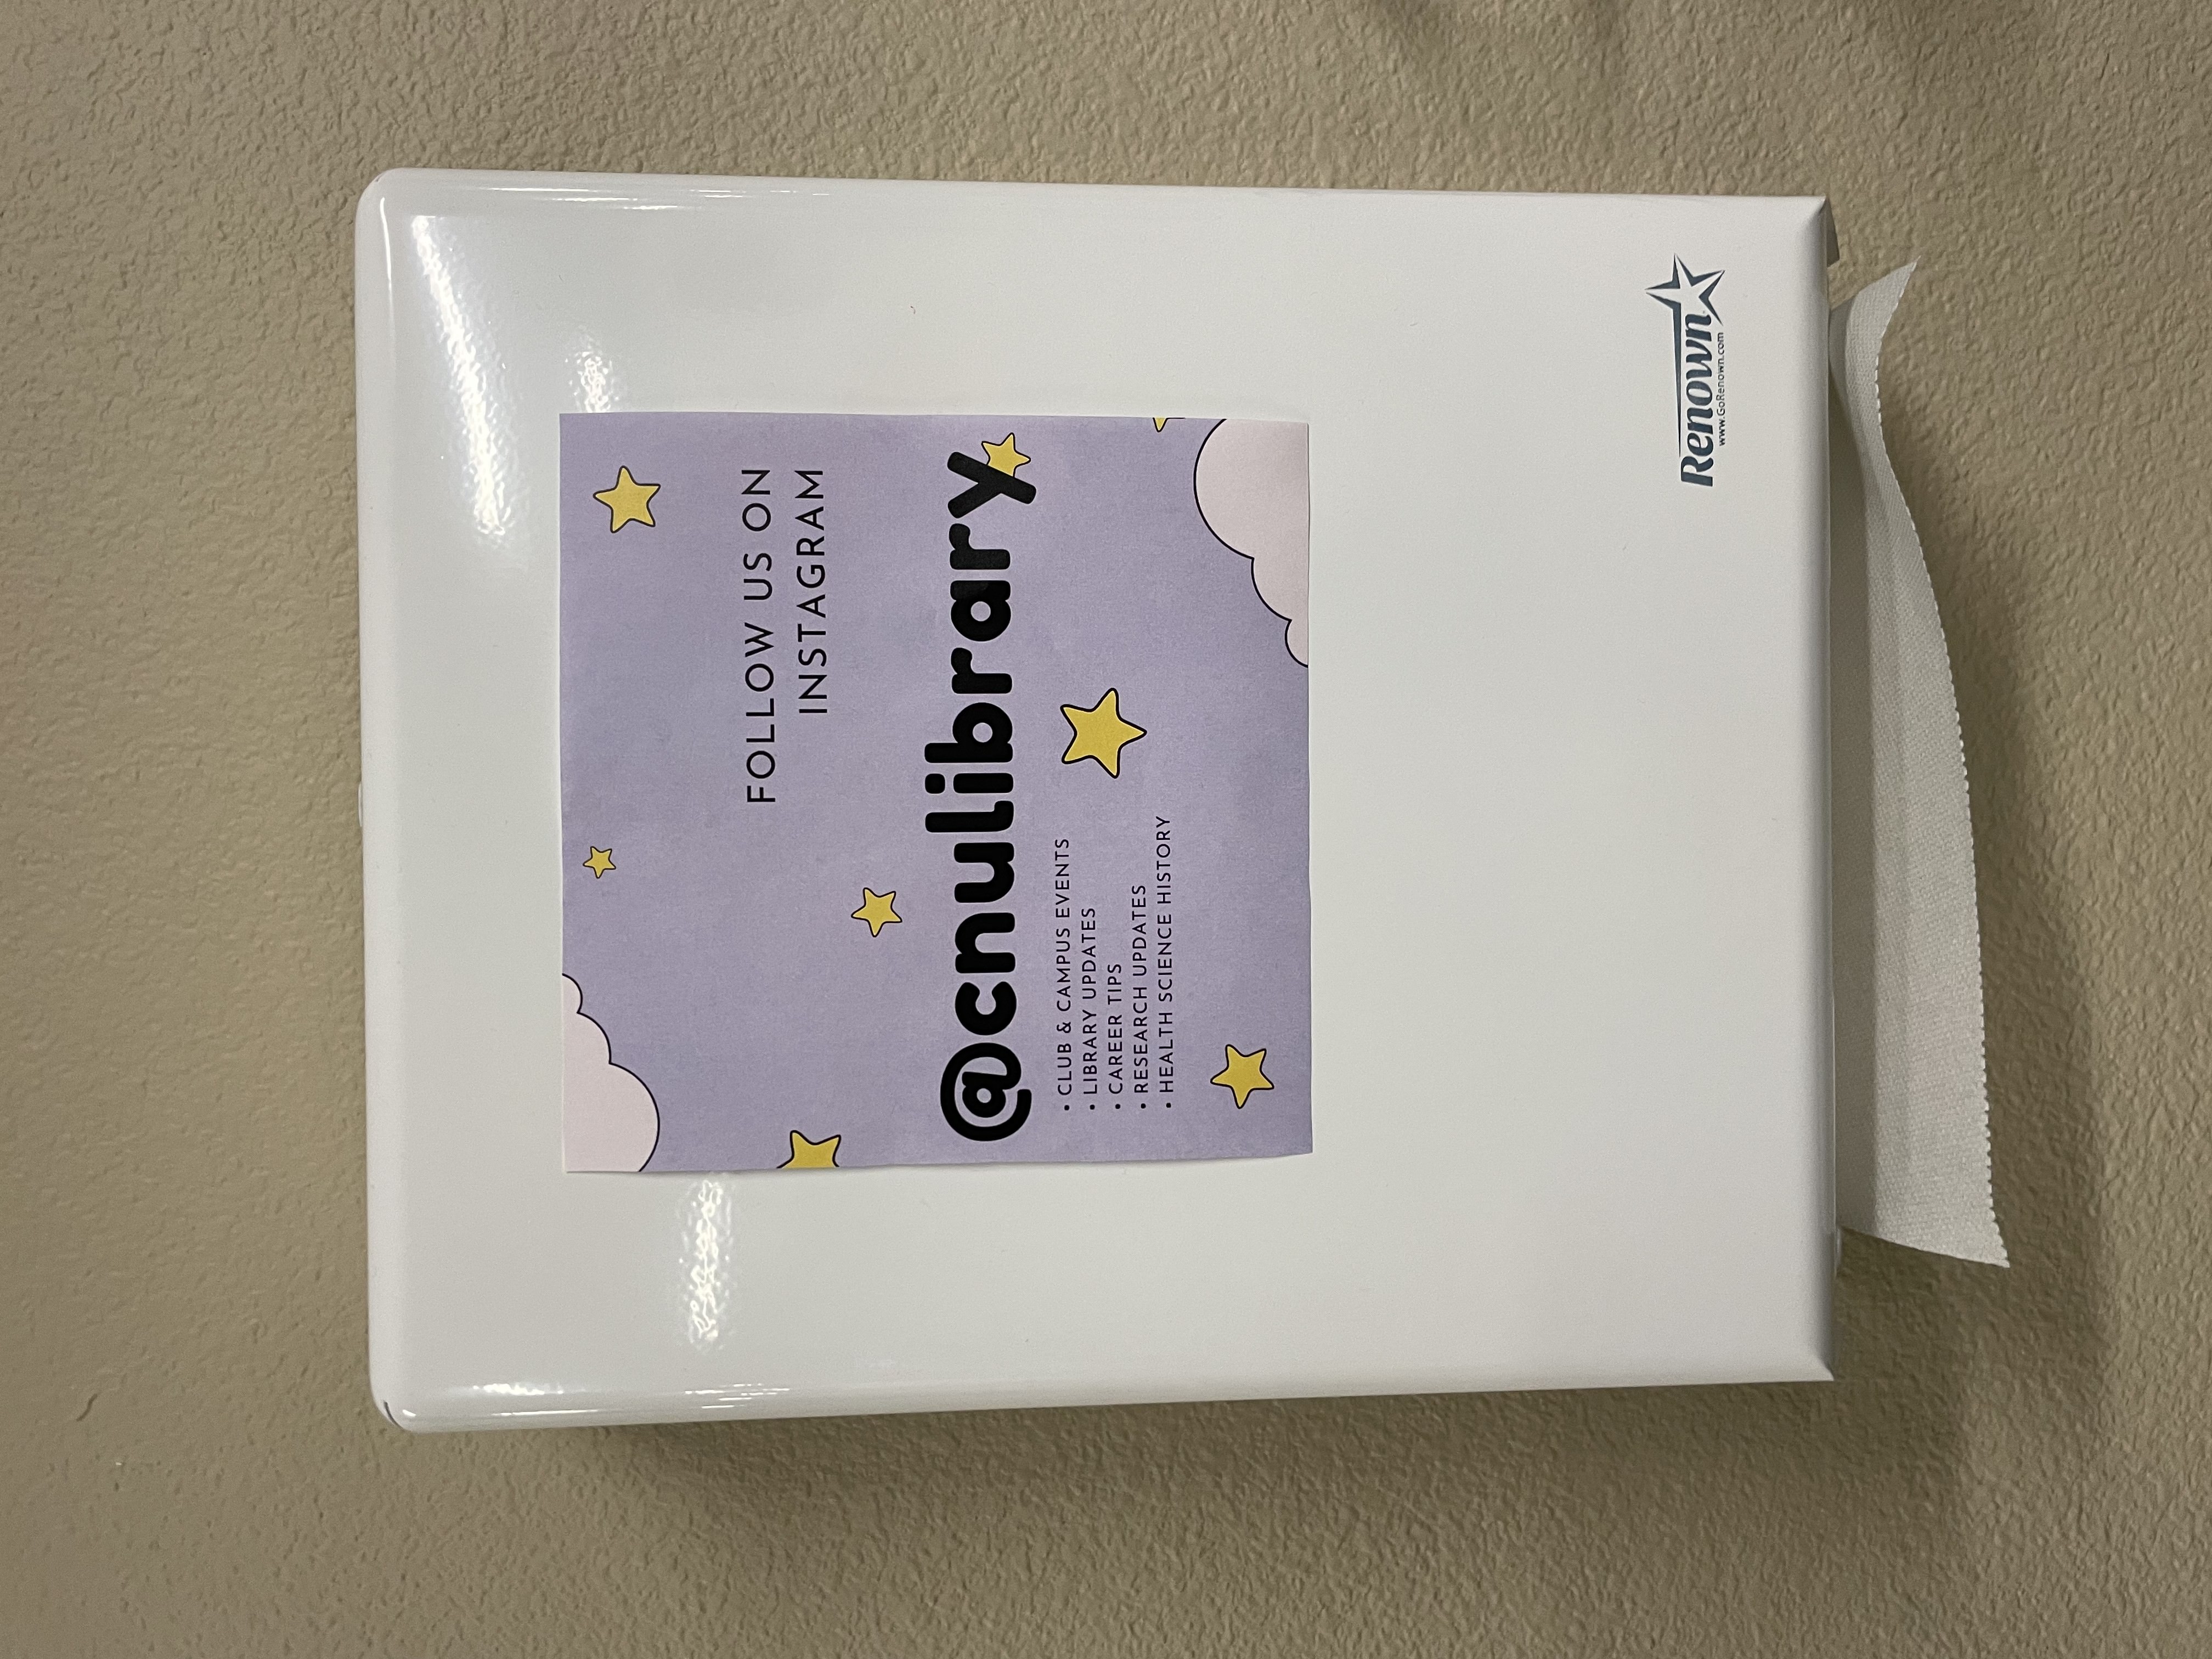 FOLLOW US ON
INSTAGRAM
@cnulibrary
• CLUB & CAMPUS EVENTS
• LIBRARY UPDATES
• CAREER TIPS
• RESEARCH UPDATES
• HEALTH SCIENCE HISTORY
Renown
www.GoRenown.com